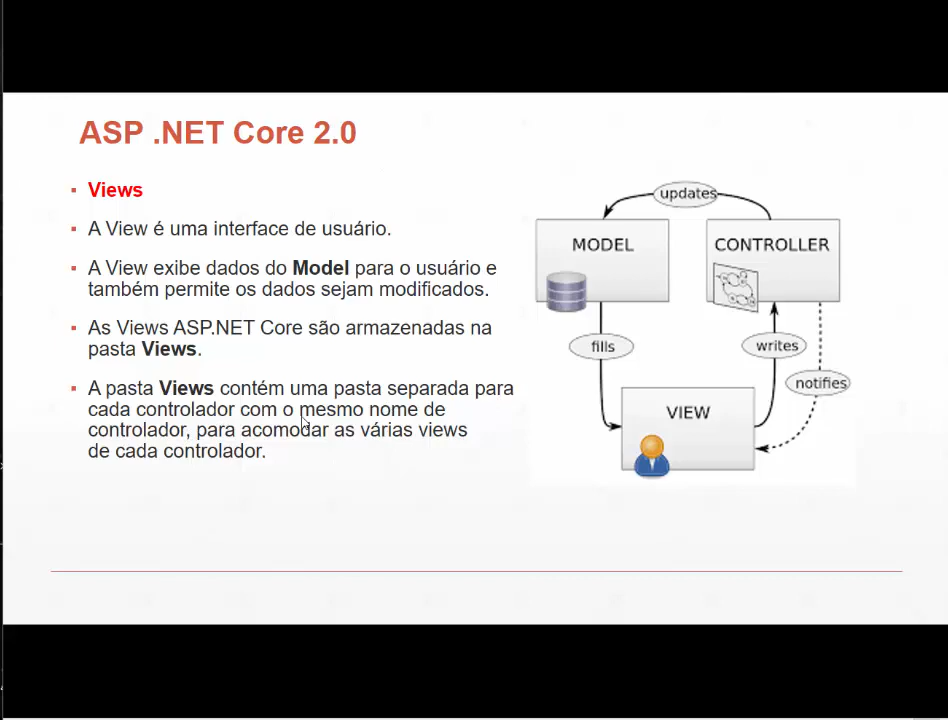 ASP .NET Core 2.0
Views
A View é uma interface de usuário.
A View exibe dados do Model para o usuário e
também permite os dados sejam modificados.
As Views ASP.NET Core são armazenadas na
pasta Views.
A pasta Views contém uma pasta separada para
cada controlador com o mesmo nome de
controlador, para acomodar as várias views
de cada controlador.
updates
MODEL
CONTROLLER
fills
writes
notifies
VIEW